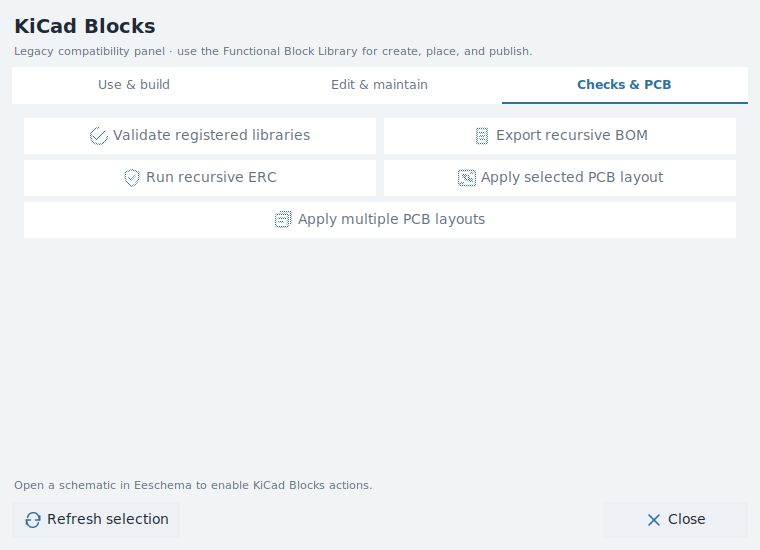 KiCad Blocks
Legacy compatibility panel · use the Functional Block Library for create, place, and publish.
Use & build
Edit & maintain
Checks & PCB
Validate registered libraries
Export recursive BOM
Run recursive ERC
Apply selected PCB layout
Apply multiple PCB layouts
Open a schematic in Eeschema to enable KiCad Blocks actions.
Refresh selection
Close